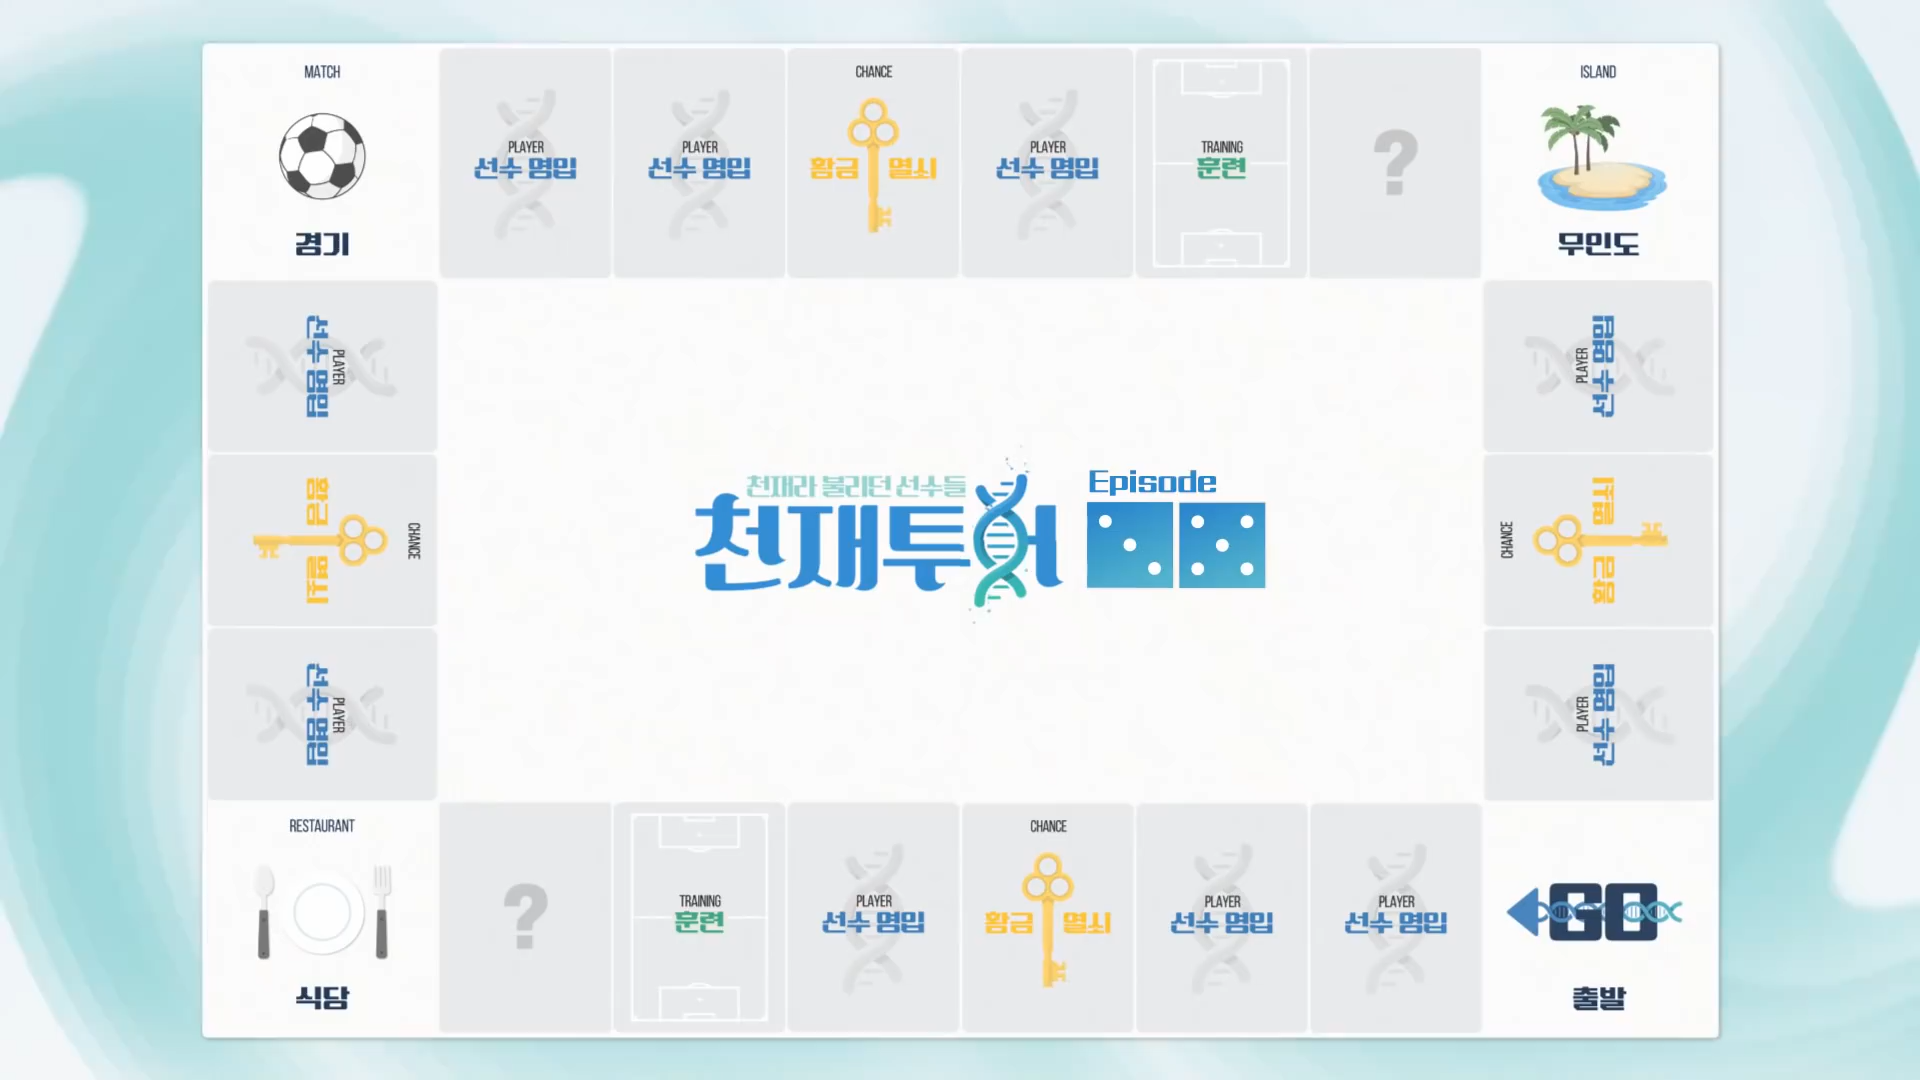 MATCH
경기
PLAYER
선수 영입
PLAYER
선수 영입
CHANCE
황금 열쇠
PLAYER
선수 영입
TRAINING
훈련
?
ISLAND
무인도
PLAYER
선수 영입
PLAYER
선수 영입
CHANCE
황금 열쇠
천재라 불리던 선수들
천재투어
Episode
CHANCE
황금 열쇠
PLAYER
선수 영입
PLAYER
선수 영입
RESTAURANT
식당
?
TRAINING
훈련
PLAYER
선수 영입
CHANCE
황금 열쇠
PLAYER
선수 영입
PLAYER
선수 영입
GO
출발